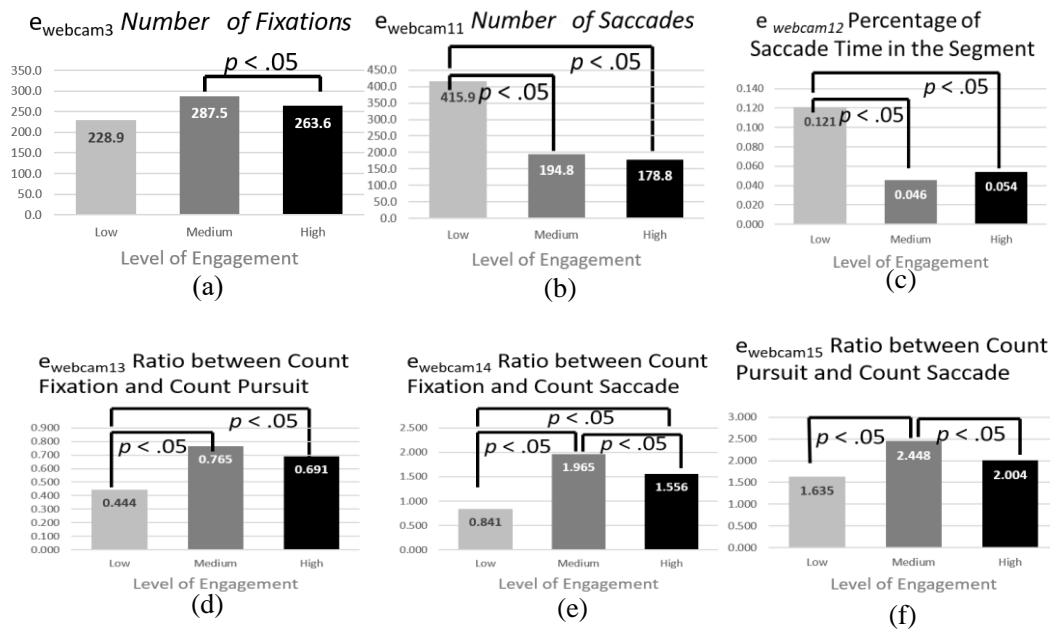 e webcam3 Number of Fixations
p < .05
350.0
300.0
250.0
200.0
150.0
100.0
50.0
0.0
228.9
287.5
263.6
Low Medium High
Level of Engagement
(a)
e webcam11 Number of Saccades
p < .05
p < .05
450.0
400.0
350.0
300.0
250.0
200.0
150.0
100.0
50.0
0.0
415.9
194.8
178.8
Low Medium High
Level of Engagement
(b)
e webcam12 Percentage of
Saccade Time in the Segment
p < .05
p < .05
0.140
0.120
0.100
0.080
0.060
0.040
0.020
0.000
0.121
0.046
0.054
Low Medium High
Level of Engagement
(c)
e webcam13 Ratio between Count
Fixation and Count Pursuit
p < .05
p < .05
0.900
0.800
0.700
0.600
0.500
0.400
0.300
0.200
0.100
0.000
0.444
0.765
0.691
Low Medium High
Level of Engagement
(d)
e webcam14 Ratio between Count
Fixation and Count Saccade
p < .05
p < .05
p < .05
2.500
2.000
1.500
1.000
0.500
0.000
0.841
1.965
1.556
Low Medium High
Level of Engagement
(e)
e webcam15 Ratio between Count
Pursuit and Count Saccade
p < .05
p < .05
3.000
2.500
2.000
1.500
1.000
0.500
0.000
1.635
2.448
2.004
Low Medium High
Level of Engagement
(f)